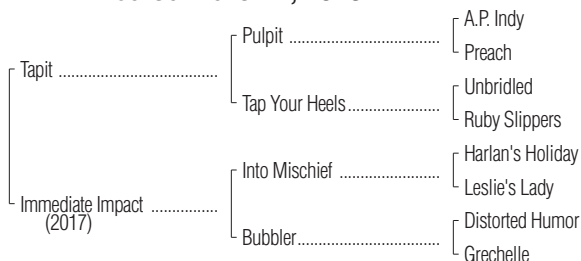 A.P. Indy
Pulpit
Preach
Tapit
Unbridled
Tap Your Heels
Ruby Slippers
Harlan's Holiday
Into Mischief
Leslie's Lady
Immediate Impact
(2017)
Distorted Humor
Bubbler
Grechelle